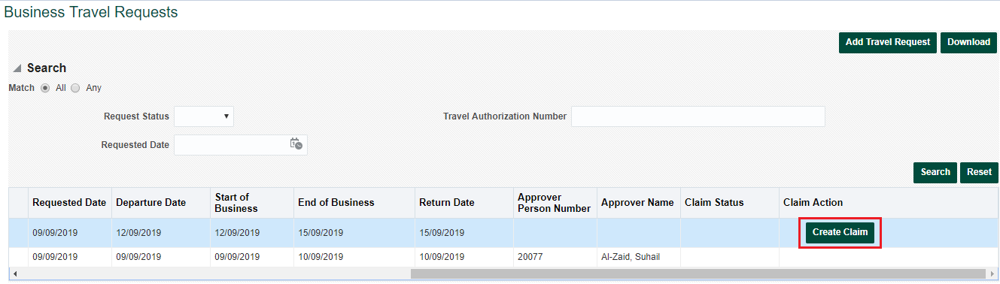 Business Travel Requests
Add Travel Request Download
Search
Match All Any
Request Status Travel Authorization Number
Requested Date
Search Reset
Requested Date Departure Date Start of Business End of Business Return Date Approver Person Number Approver Name Claim Status Claim Action
09/09/2019 12/09/2019 12/09/2019 15/09/2019 15/09/2019 Create Claim
09/09/2019 09/09/2019 09/09/2019 10/09/2019 10/09/2019 20077 Al-Zaid, Suhail